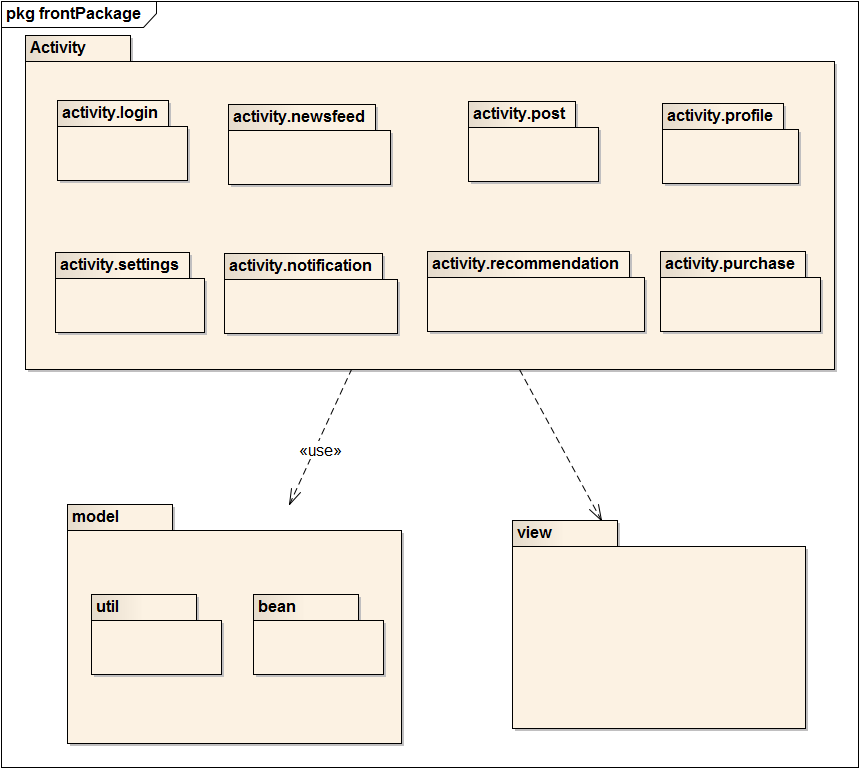 pkg frontPackage
Activity
activity.login
activity.newsfeed
activity.post
activity.profile
activity.settings
activity.notification
activity.recommendation
activity.purchase
«use»
model
view
util
bean